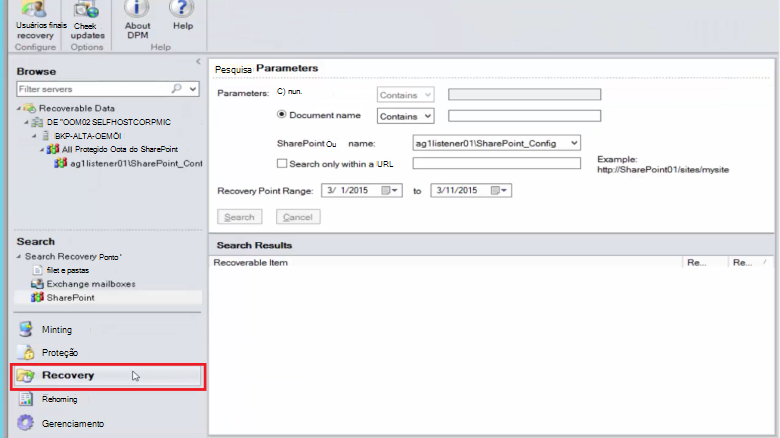 Usuários finais
recovery
Configure
Check
updates
Options
About
DPM
Help
Help
Browse
Filter servers
Recoverable Data
DE "OOM02 SELFHOSTCORPMIC
BKP-ALTA-OEMÔI
All Protegido Oota do SharePoint
ag1listener01\SharePoint_Cont
Search
Search Recovery Ponto'
filet e pastas
Exchange mailboxes
SharePoint
Minting
Proteção
Recovery
Rehoming
Gerenciamento
Pesquisa Parameters
Parameters: C) nun. Contains
Document name Contains
SharePoint Ou name: ag1listener01\SharePoint_Config
Search only within a URL
Example:
http://SharePoint01/sites/mysite
Recovery Point Range: 3/ 1/2015 to 3/11/2015
Search Cancel
Search Results
Recoverable Item Re... Re...